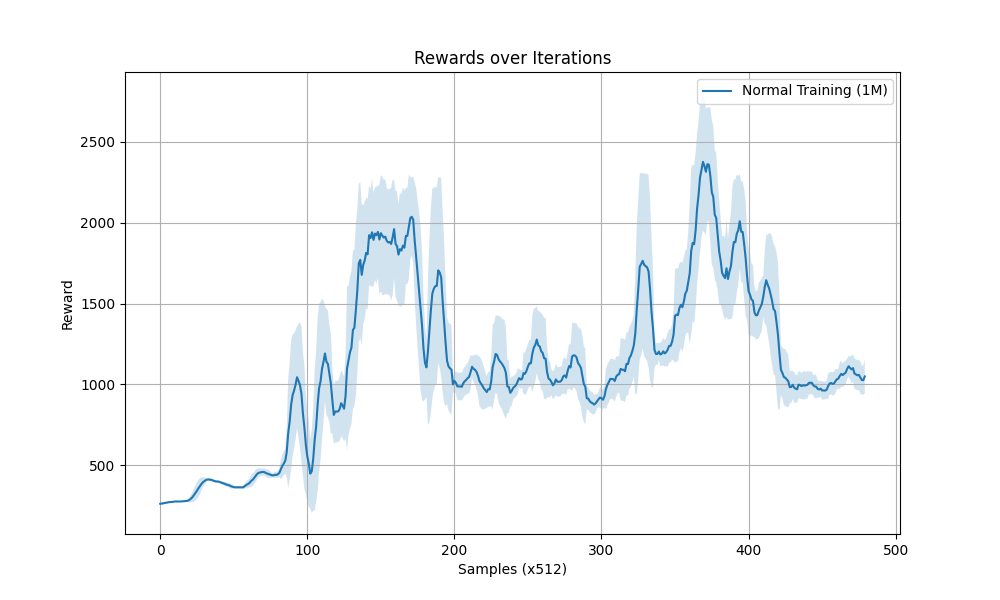 Rewards over Iterations
Normal Training (1M)
2500
2000
1500
1000
500
Reward
0 100 200 300 400 500
Samples (x512)